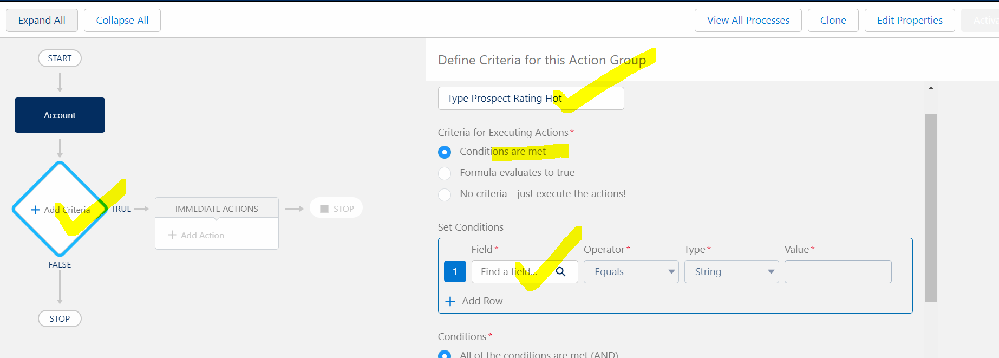 Expand All
Collapse All
View All Processes
Clone
Edit Properties
START
Account
Add Criteria
TRUE
IMMEDIATE ACTIONS
Add Action
STOP
FALSE
STOP
Define Criteria for this Action Group
Type Prospect Rating Hot
Criteria for Executing Actions*
Conditions are met
Formula evaluates to true
No criteria—just execute the actions!
Set Conditions
Field* Operator* Type* Value*
1 Find a field... Equals String
Add Row
Conditions*
All of the conditions are met (AND)